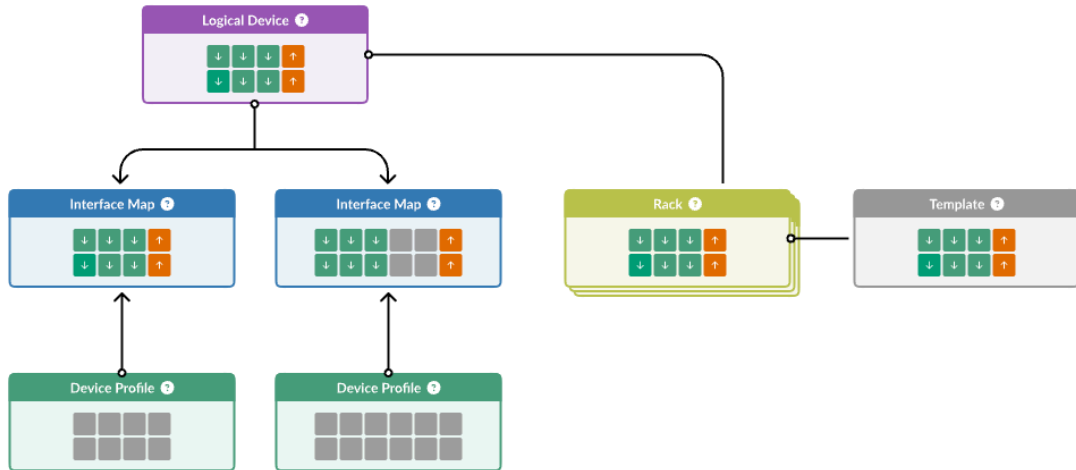 Logical Device ?
Interface Map ?
Interface Map ?
Rack ?
Template ?
Device Profile ?
Device Profile ?